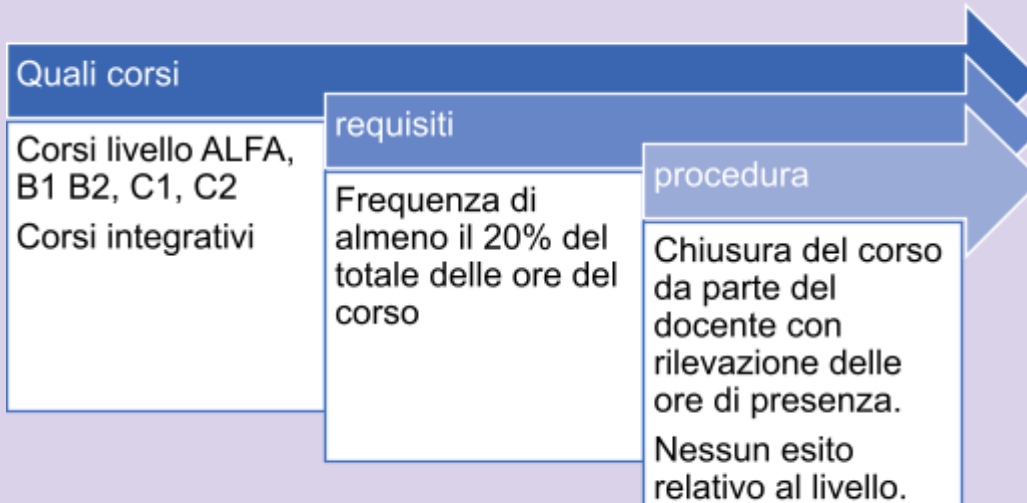 Quali corsi
Corsi livello ALFA,
B1 B2, C1, C2
Corsi integrativi
requisiti
Frequenza di
almeno il 20% del
totale delle ore del
corso
procedura
Chiusura del corso
da parte del
docente con
rilevazione delle
ore di presenza.
Nessun esito
relativo al livello.